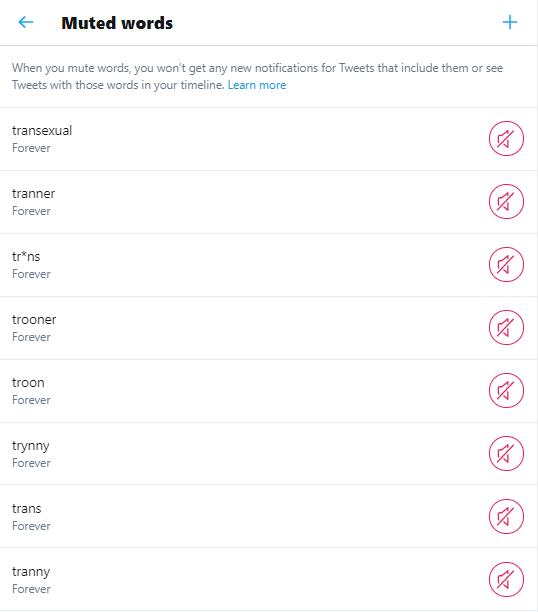 Muted words
When you mute words, you won't get any new notifications for Tweets that include them or see
Tweets with those words in your timeline. Learn more
transexual
Forever
tranner
Forever
tr*ns
Forever
trooner
Forever
troon
Forever
trynny
Forever
trans
Forever
tranny
Forever